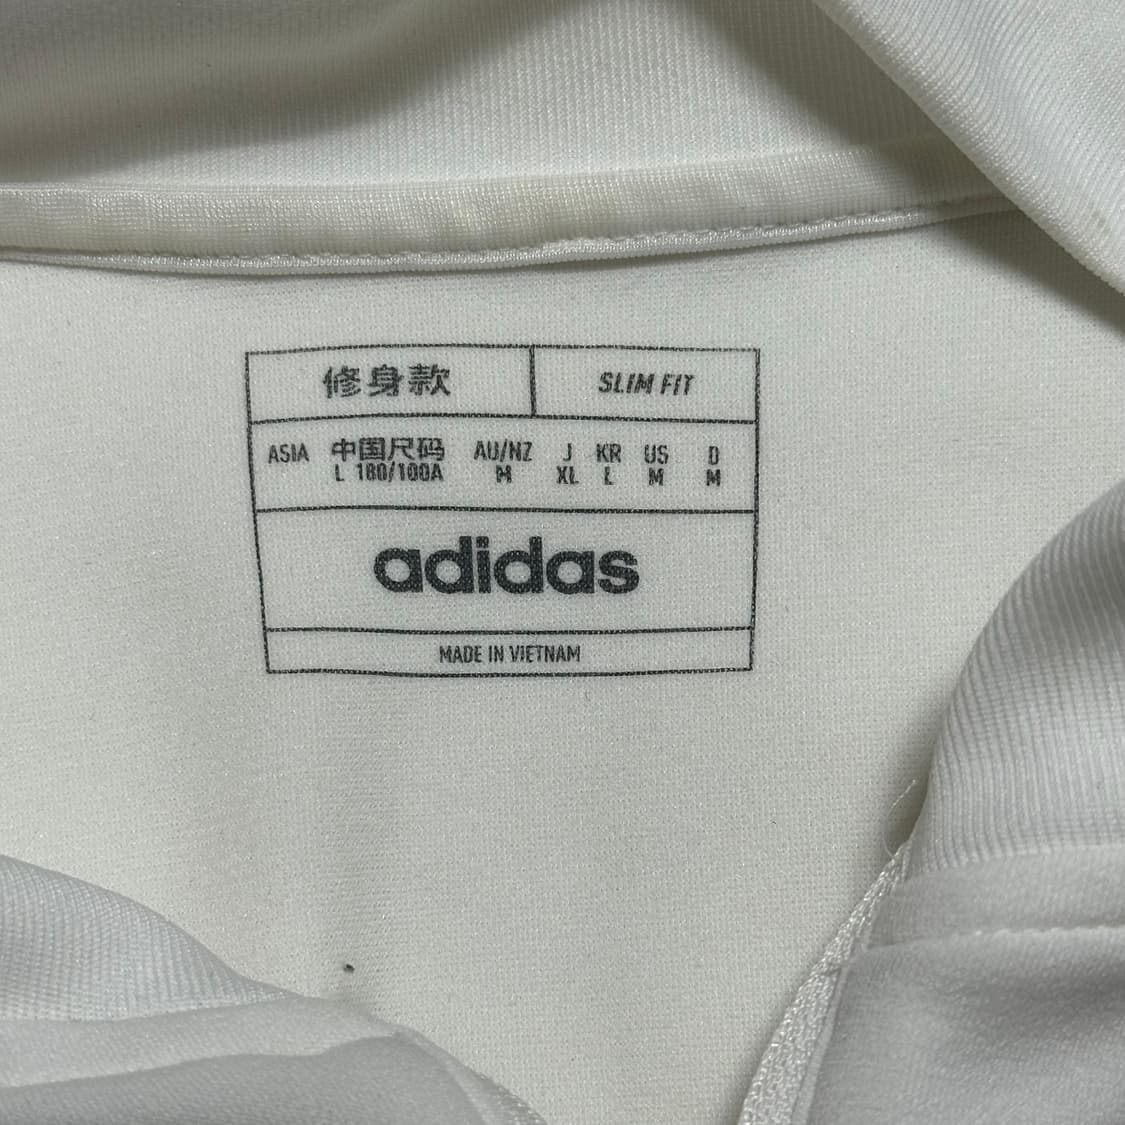 修身款 SLIM FIT
ASIA 中国尺码 AU/NZ J KR US D
L 180/100A M XL L M M
adidas
MADE IN VIETNAM